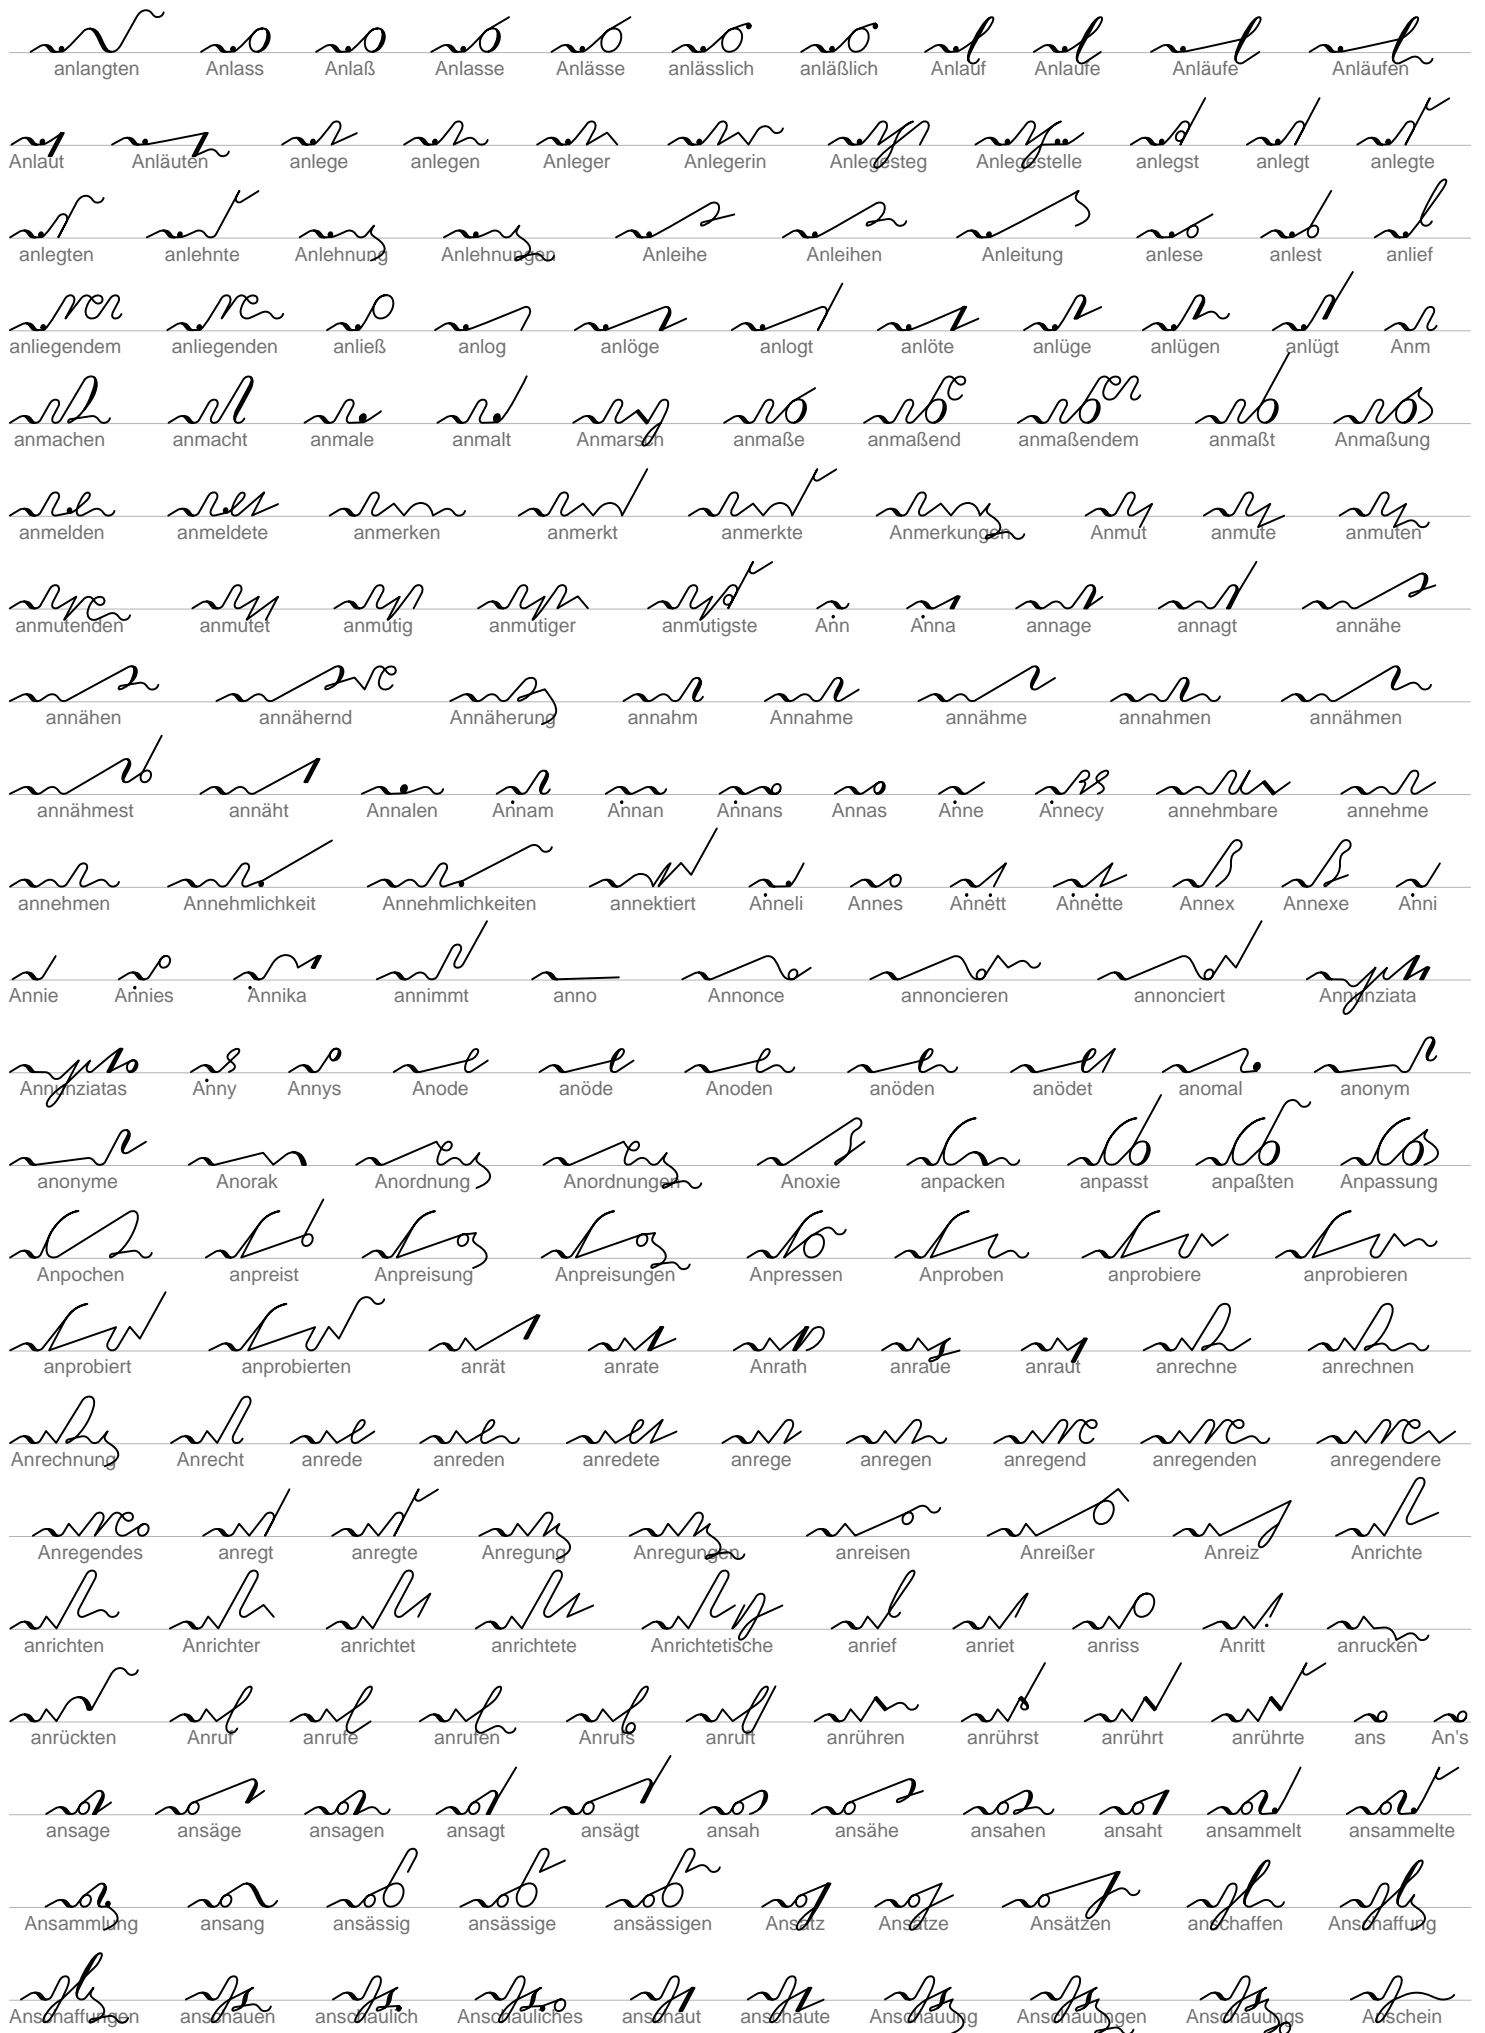 anlangten Anlass Anlaß Anlasse Anlässe anlässlich anläßlich Anlauf Anlaufe Anläufe Anläufen
Anlaut Anläuten anlege anlegen Anleger Anlegerin Anlegesteg Anlegestelle anlegst anlegt anlegte
anlegten anlehnte Anlehnung Anlehnungen Anleihe Anleihen Anleitung anlese anlest anlief
anliegendem anliegenden anließ anlog anlöge anlogt anlöte anlüge anlügen anlügt Anm
anmachen anmacht anmale anmalt Anmarsch anmaße anmaßend anmaßendem anmaßt Anmaßung
anmelden anmeldete anmerken anmerkt anmerkte Anmerkungen Anmut anmute anmuten
anmutenden anmutet anmutig anmutiger anmutigste Ann Anna annage annagt annähe
annähen annähernd Annäherung annahm Annahme annähme annahmen annähmen
annähmest annäht Annalen Annam Annan Annans Annas Anne Annecy annehmbare annehme
annehmen Annehmlichkeit Annehmlichkeiten annektiert Anneli Annes Annett Annette Annex Annexe Anni
Annie Annies Annika annimmt anno Annonce annoncieren annonciert Annunziata
Annunziatas Anny Annys Anode anöde Anoden anöden anödet anomal anonym
anonyme Anorak Anordnung Anordnungen Anoxie anpacken anpasst anpaßten Anpassung
Anpochen anpreist Anpreisung Anpreisungen Anpressen Anproben anprobiere anprobieren
anprobiert anprobierten anrät anrate Anrath anraue anraut anrechne anrechnen
Anrechnung Anrecht anrede anreden anredete anrege anregen anregend anregenden anregendere
Anregendes anregt anregte Anregung Anregungen anreisen Anreißer Anreiz Anrichte
anrichten Anrichter anrichtet anrichtete Anrichtetische anrief anriet anriss Anritt anrucken
anrückten Anruf anrufe anrufen Anrufs anruft anrühren anrührst anrührt anrührte ans An's
ansage ansäge ansagen ansagt ansägt ansah ansähe ansahen ansaht ansammelt ansammelte
Ansammlung ansang ansässig ansässige ansässigen Ansatz Ansätze Ansätzen anschaffen Anschaffung
Anschaffungen anschauen anschaulich Anschauliches anschaut anschaute Anschauung Anschauungen Anschauungs Anschein